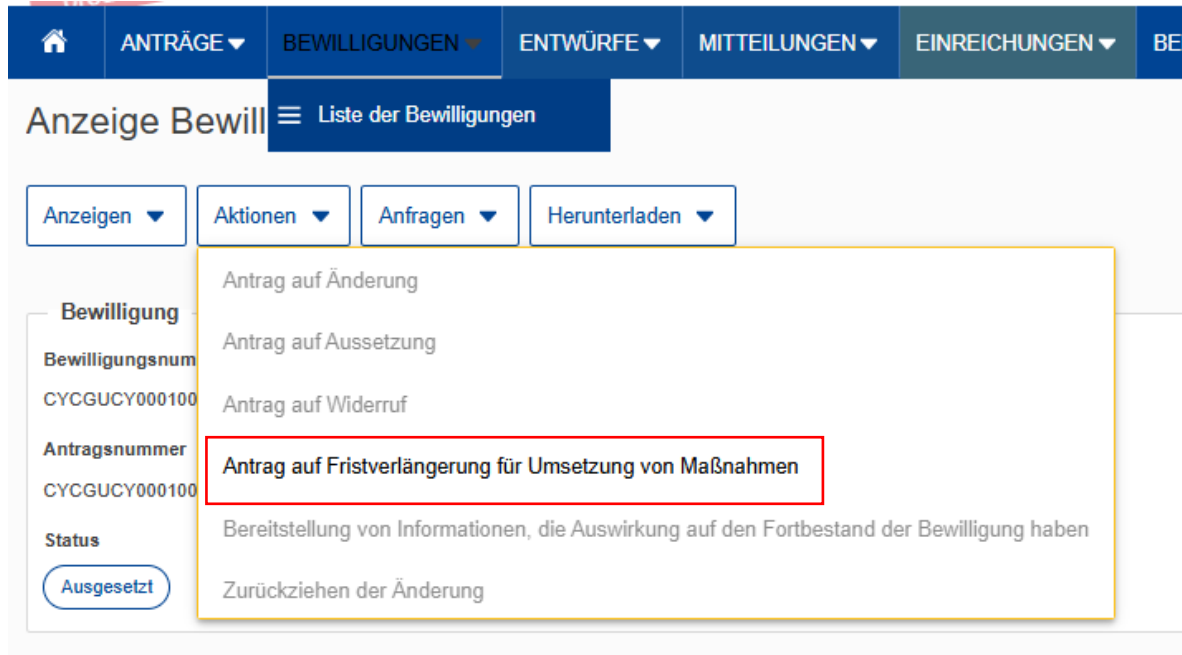 ANTRÄGE
BEWILLIGUNGEN
ENTWÜRFE
MITTEILUNGEN
EINREICHUNGEN
BE
Anzeige Bewill
Liste der Bewilligungen
Anzeigen
Aktionen
Anfragen
Herunterladen
Antrag auf Änderung
Antrag auf Aussetzung
Antrag auf Widerruf
Antrag auf Fristverlängerung für Umsetzung von Maßnahmen
Bereitstellung von Informationen, die Auswirkung auf den Fortbestand der Bewilligung haben
Zurückziehen der Änderung
Bewilligung
Bewilligungsnum
CYCGUCY000100
Antragsnummer
CYCGUCY000100
Status
Ausgesetzt